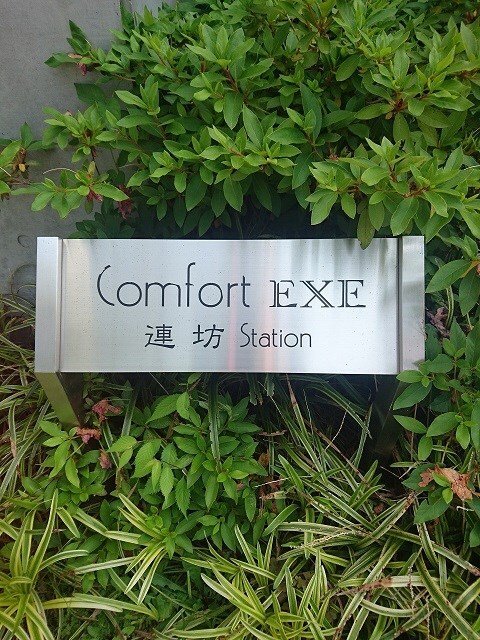 Comfort EXE
連坊 Station